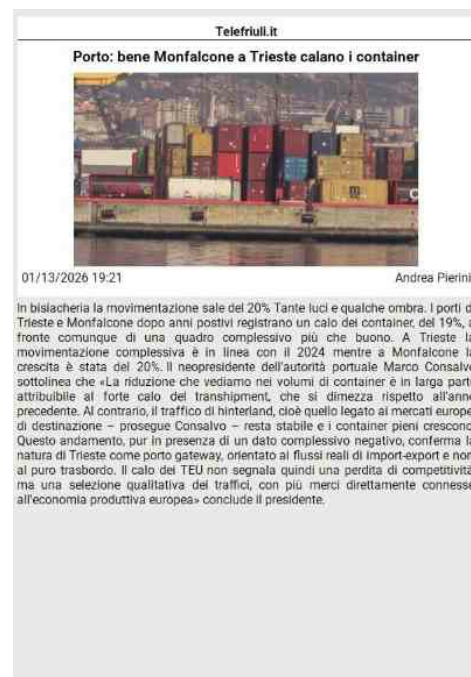 Telefriuli.it
Porto: bene Monfalcone a Trieste calano i container
01/13/2026 19:21
Andrea Pierini
In bisiacheria la movimentazione sale del 20% Tante luci e qualche ombra. I porti d
Trieste e Monfalcone dopo anni postivi registrano un calo dei container, del 19%,
fronte comunque di una quadro complessivo più che buono. A Trieste la
movimentazione complessiva è in linea con il 2024 mentre a Monfalcone la
crescita è stata del 20%. Il neopresidente dell'autorità portuale Marco Consalvo
sottolinea che «La riduzione che vediamo nei volumi di container è in larga parte
attribuibile al forte calo del transhipment, che si dimezza rispetto all'anno
precedente. Al contrario, il traffico di hinterland, cioè quello legato ai mercati europe
di destinazione – prosegue Consalvo – resta stabile e i container pieni crescono
Questo andamento, pur in presenza di un dato complessivo negativo, conferma la
natura di Trieste come porto gateway, orientato ai flussi reali di import-export e non
al puro trasbordo. Il calo dei TEU non segnala quindi una perdita di competitività
ma una selezione qualitativa dei traffici, con più merci direttamente connesse
all'economia produttiva europea» conclude il presidente.